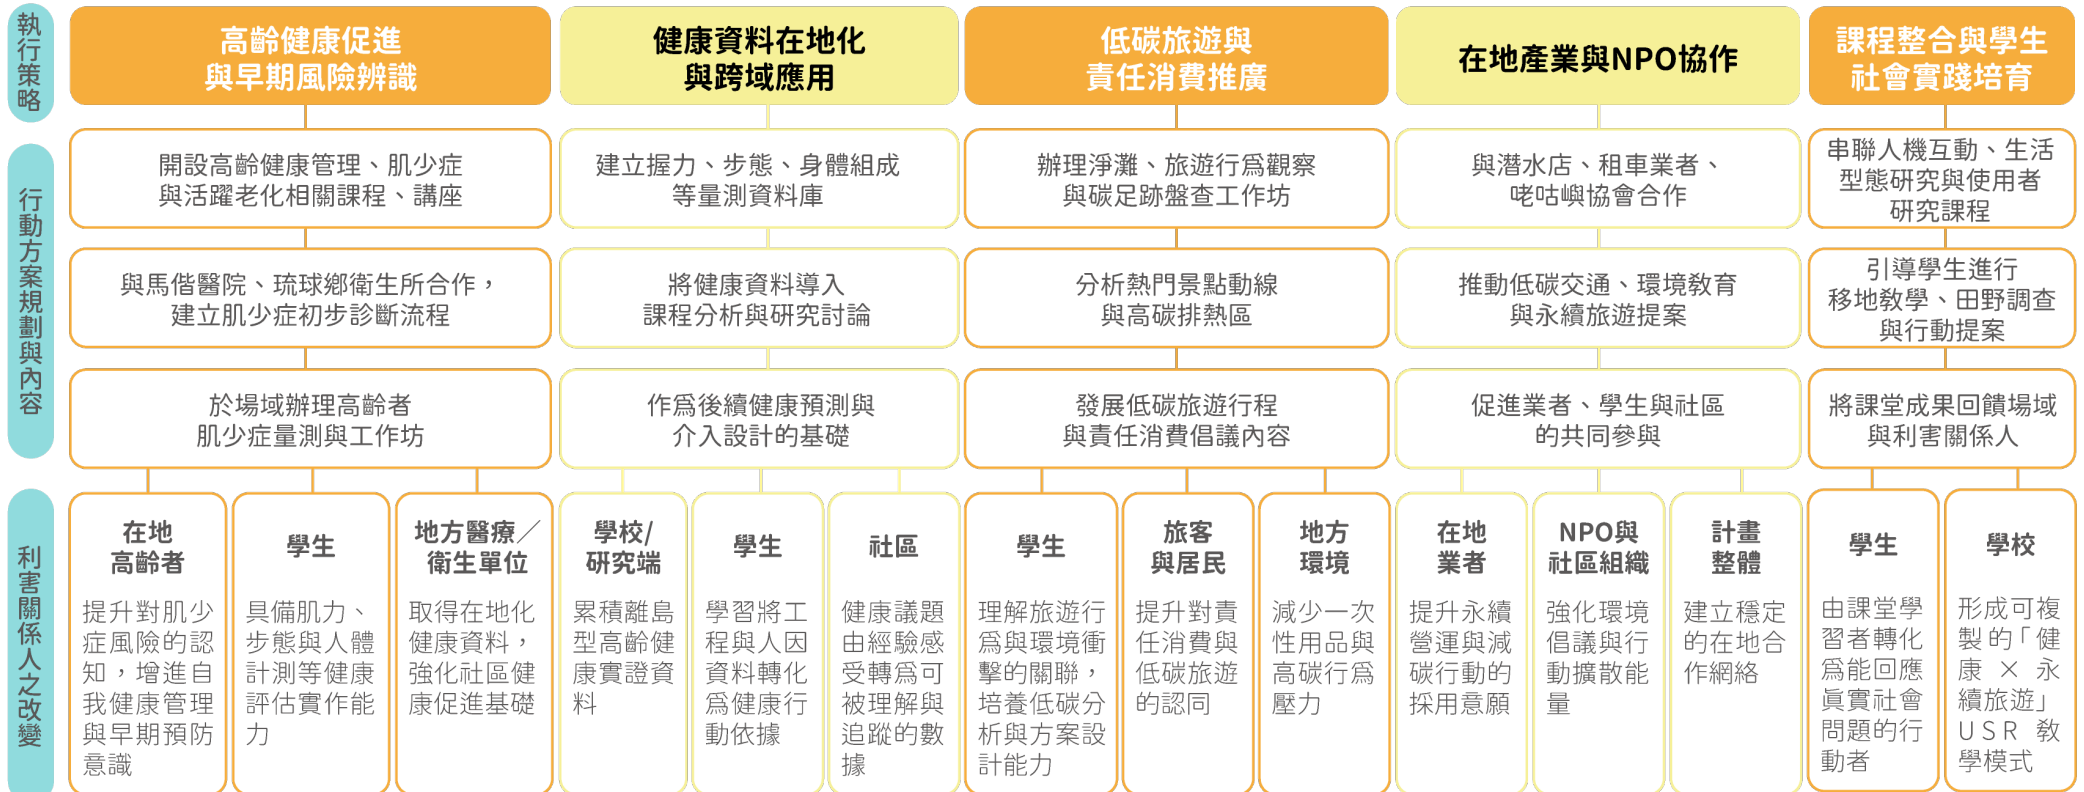 執行策略
高齡健康促進
與早期風險辨識
健康資料在地化
與跨域應用
低碳旅遊與
責任消費推廣
在地產業與NPO協作
課程整合與學生
社會實踐培育
行動方案規劃與內容
開設高齡健康管理、肌少症
與活躍老化相關課程、講座
建立握力、步態、身體組成
等量測資料庫
辦理淨灘、旅遊行為觀察
與碳足跡盤查工作坊
與潛水店、租車業者、
咾咕嶼協會合作
串聯人機互動、生活
型態研究與使用者
研究課程
與馬偕醫院、琉球鄉衛生所合作，
建立肌少症初步診斷流程
將健康資料導入
課程分析與研究討論
分析熱門景點動線
與高碳排熱區
推動低碳交通、環境教育
與永續旅遊提案
引導學生進行
移地教學、田野調查
與行動提案
於場域辦理高齡者
肌少症量測與工作坊
作為後續健康預測與
介入設計的基礎
發展低碳旅遊行程
與責任消費倡議內容
促進業者、學生與社區
的共同參與
將課堂成果回饋場域
與利害關係人
利害關係人之改變
在地
高齡者
提升對肌少
症風險的認
知，增進自
我健康管理
與早期預防
意識
學生
具備肌力、
步態與人體
計測等健康
評估實作能
力
地方醫療／
衛生單位
取得在地化
健康資料，
強化社區健
康促進基礎
學校/
研究端
累積離島
型高齡健
康實證資
料
學生
學習將工
程與人因
資料轉化
為健康行
動依據
社區
健康議題
由經驗感
受轉為可
被理解與
追蹤的數
據
學生
理解旅遊行
為與環境衝
擊的關聯，
培養低碳分
析與方案設
計能力
旅客
與居民
提升對責
任消費與
低碳旅遊
的認同
地方
環境
減少一次
性用品與
高碳行為
壓力
在地
業者
提升永續
營運與減
碳行動的
採用意願
NPO與
社區組織
強化環境
倡議與行
動擴散能
量
計畫
整體
建立穩定
的在地合
作網絡
學生
由課堂學
習者轉化
為能回應
真實社會
問題的行
動者
學校
形成可複
製的「健
康 × 永
續旅遊」
USR 教
學模式